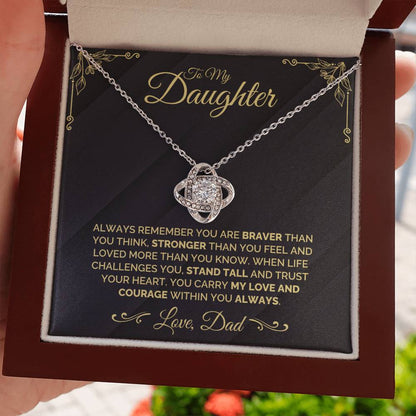 To My
Daughter
ALWAYS REMEMBER YOU ARE BRAVER THAN
YOU THINK, STRONGER THAN YOU FEEL AND
LOVED MORE THAN YOU KNOW. WHEN LIFE
CHALLENGES YOU, STAND TALL AND TRUST
YOUR HEART. YOU CARRY MY LOVE AND
COURAGE WITHIN YOU ALWAYS.
Love, Dad